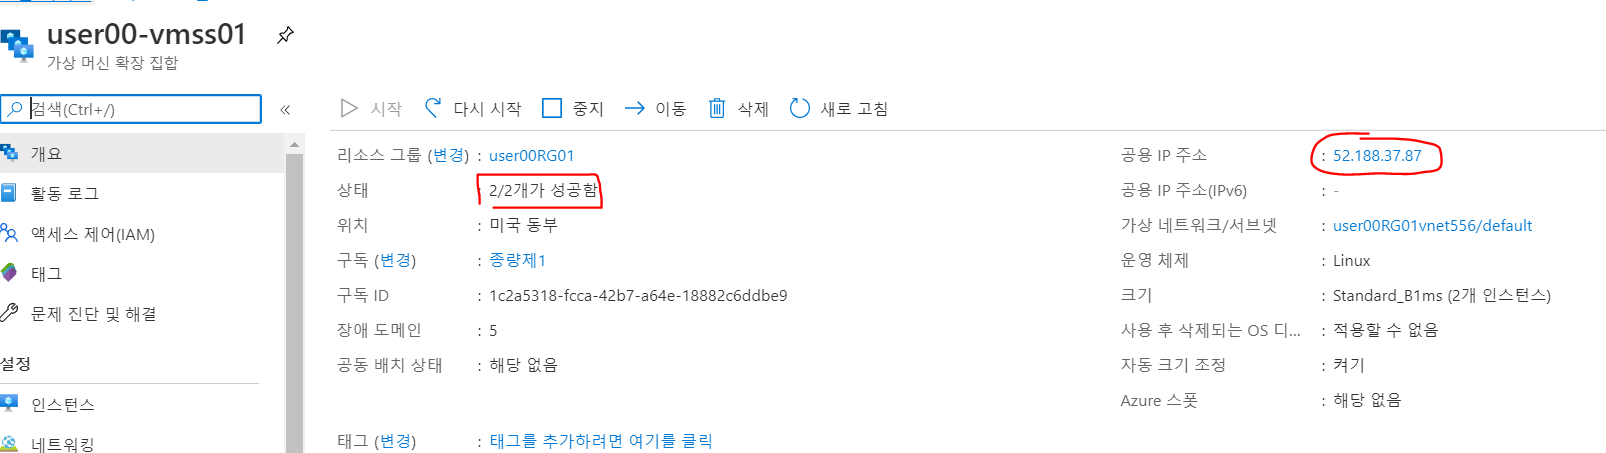 user00-vmss01
가상 머신 확장 집합
검색(Ctrl+/)
«
시작
다시 시작
중지
이동
삭제
새로 고침
개요
활동 로그
액세스 제어(IAM)
태그
문제 진단 및 해결
설정
인스턴스
네트워킹
리소스 그룹 (변경) : user00RG01
상태 : 2/2개가 성공함
위치 : 미국 동부
구독 (변경) : 종량제1
구독 ID : 1c2a5318-fcca-42b7-a64e-18882c6ddbe9
장애 도메인 : 5
공동 배치 상태 : 해당 없음
태그 (변경) : 태그를 추가하려면 여기를 클릭
공용 IP 주소 : 52.188.37.87
공용 IP 주소(IPv6) : -
가상 네트워크/서브넷 : user00RG01vnet556/default
운영 체제 : Linux
크기 : Standard_B1ms (2개 인스턴스)
사용 후 삭제되는 OS 디... : 적용할 수 없음
자동 크기 조정 : 켜기
Azure 스폿 : 해당 없음